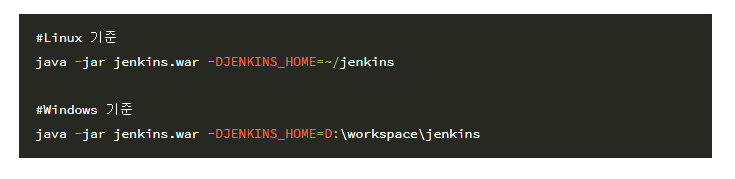 #Linux 기준
java -jar jenkins.war -DJENKINS_HOME=~/jenkins
#Windows 기준
java -jar jenkins.war -DJENKINS_HOME=D:\workspace\jenkins